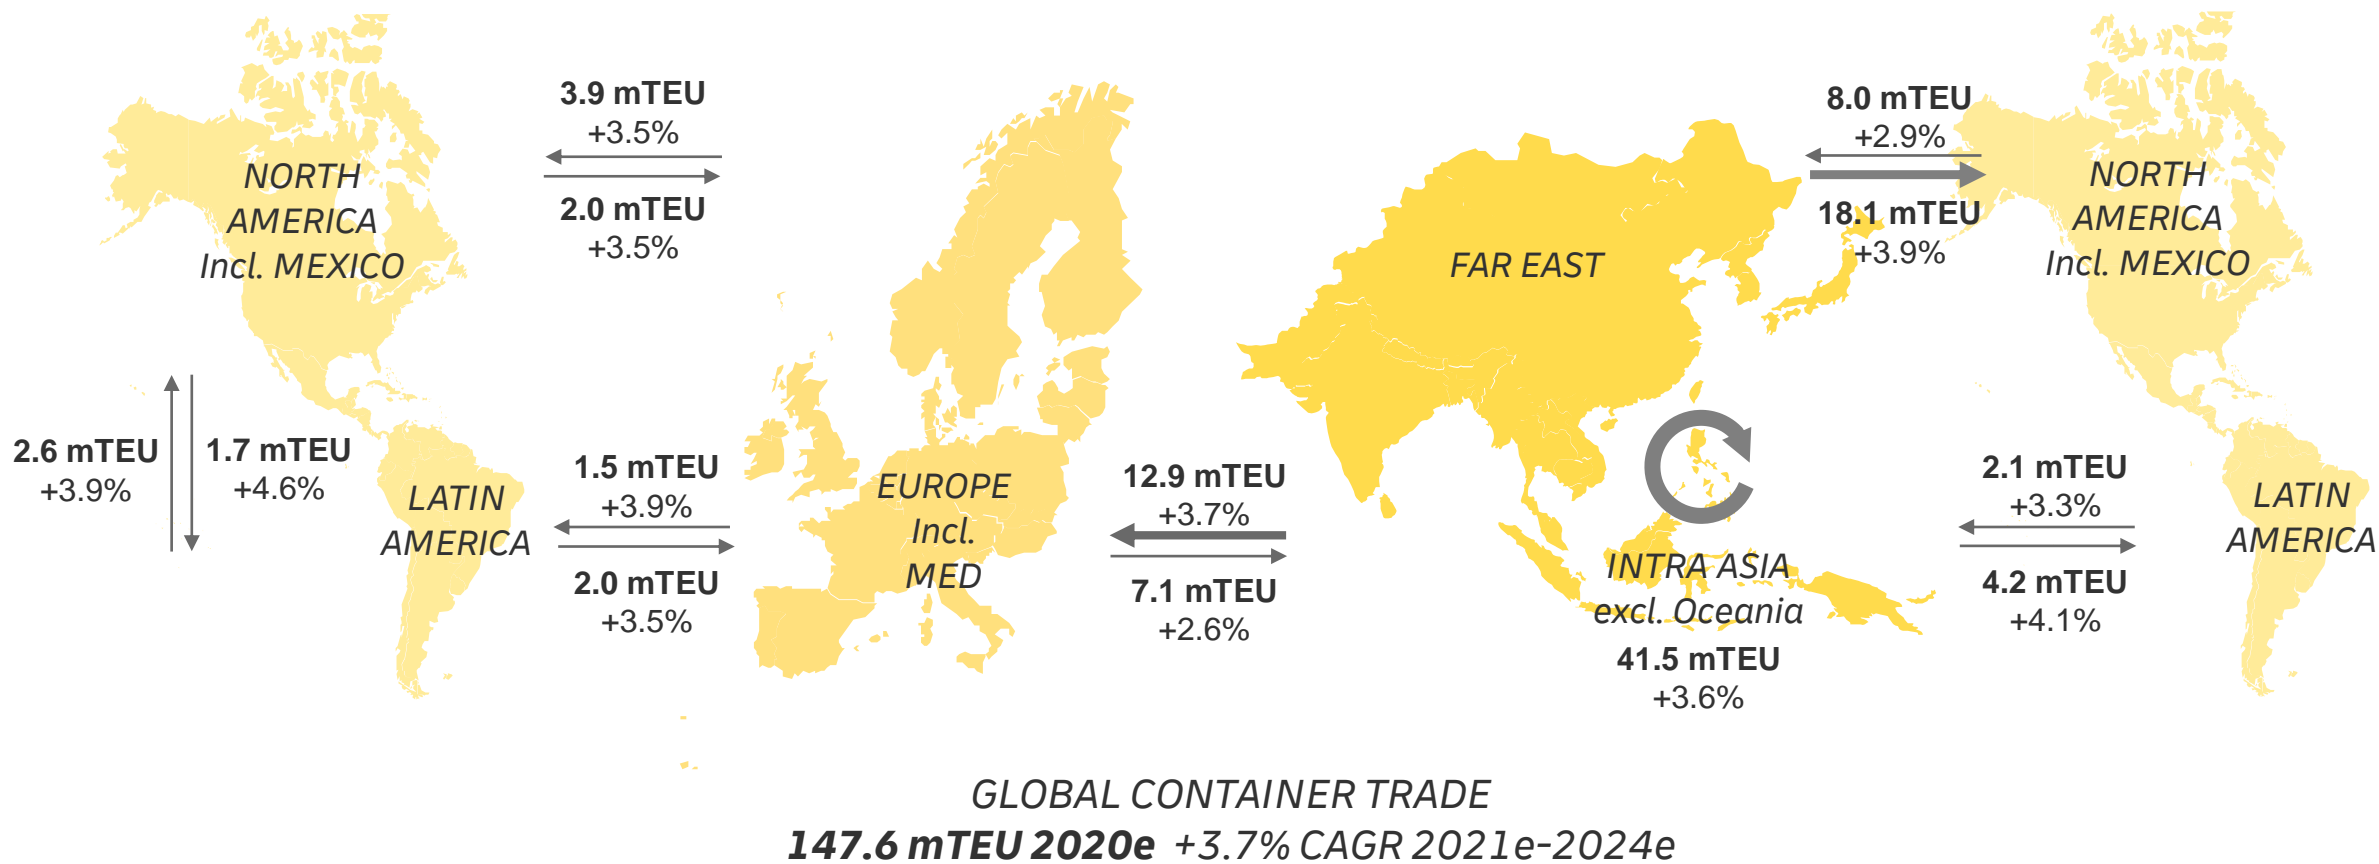 3.9 mTEU
+3.5%
2.0 mTEU
+3.5%
8.0 mTEU
+2.9%
18.1 mTEU
+3.9%
NORTH
AMERICA
Incl. MEXICO
FAR EAST
NORTH
AMERICA
Incl. MEXICO
2.6 mTEU
+3.9%
1.7 mTEU
+4.6%
LATIN
AMERICA
1.5 mTEU
+3.9%
2.0 mTEU
+3.5%
EUROPE
Incl.
MED
12.9 mTEU
+3.7%
7.1 mTEU
+2.6%
INTRA ASIA
excl. Oceania
41.5 mTEU
+3.6%
2.1 mTEU
+3.3%
4.2 mTEU
+4.1%
LATIN
AMERICA
GLOBAL CONTAINER TRADE
147.6 mTEU 2020e +3.7% CAGR 2021e-2024e